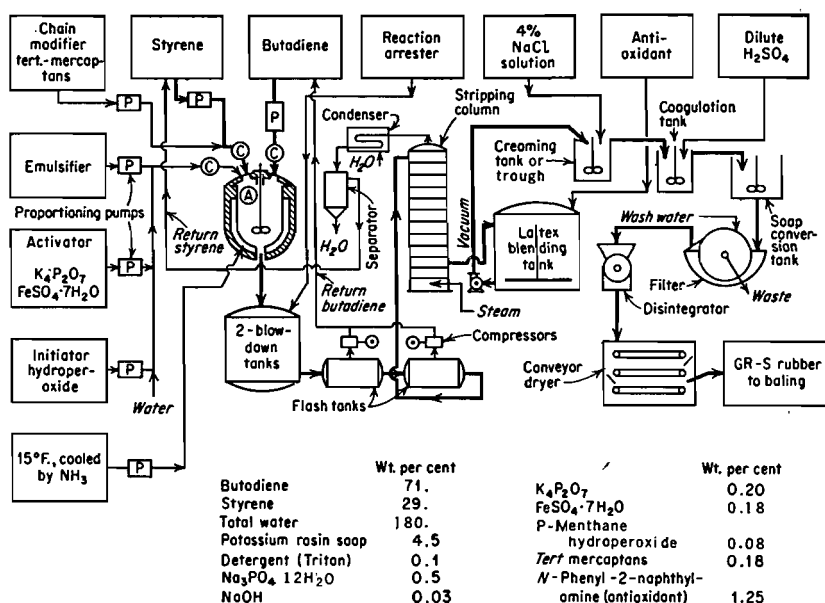 Chain
modifier
tert.-mercap-
tans
Styrene
Butadiene
Reaction
arrester
4%
NaCl
solution
Anti-
oxidant
Dilute
H2SO4
P
P
P
Condenser
Stripping
column
Coagulation
tank
Emulsifier
P
C
C
C
A
H2O
Creaming
tank or
trough
Proportioning pumps
Activator
K4P2O7
FeSO4·7H2O
P
Return
styrene
H2O
Separator
Return
butadiene
Vacuum
Latex
blending
tank
Steam
Wash water
Soap
conver-
sion
tank
Filter
Waste
Disintegrator
2-blow-
down
tanks
Compressors
Flash tanks
Initiator
hydroper-
oxide
P
Water
Conveyor
dryer
GR-S rubber
to baling
15°F., cooled
by NH3
P
Wt. per cent
Butadiene 71.
Styrene 29.
Total water 180.
Potassium rosin soap 4.5
Detergent (Triton) 0.1
Na3PO4 12H2O 0.5
NaOH 0.03
Wt. per cent
K4P2O7 0.20
FeSO4·7H2O 0.18
P-Menthane
hydroperoxide 0.08
Tert mercaptans 0.18
N-Phenyl-2-naphthyl-
amine (antioxidant) 1.25